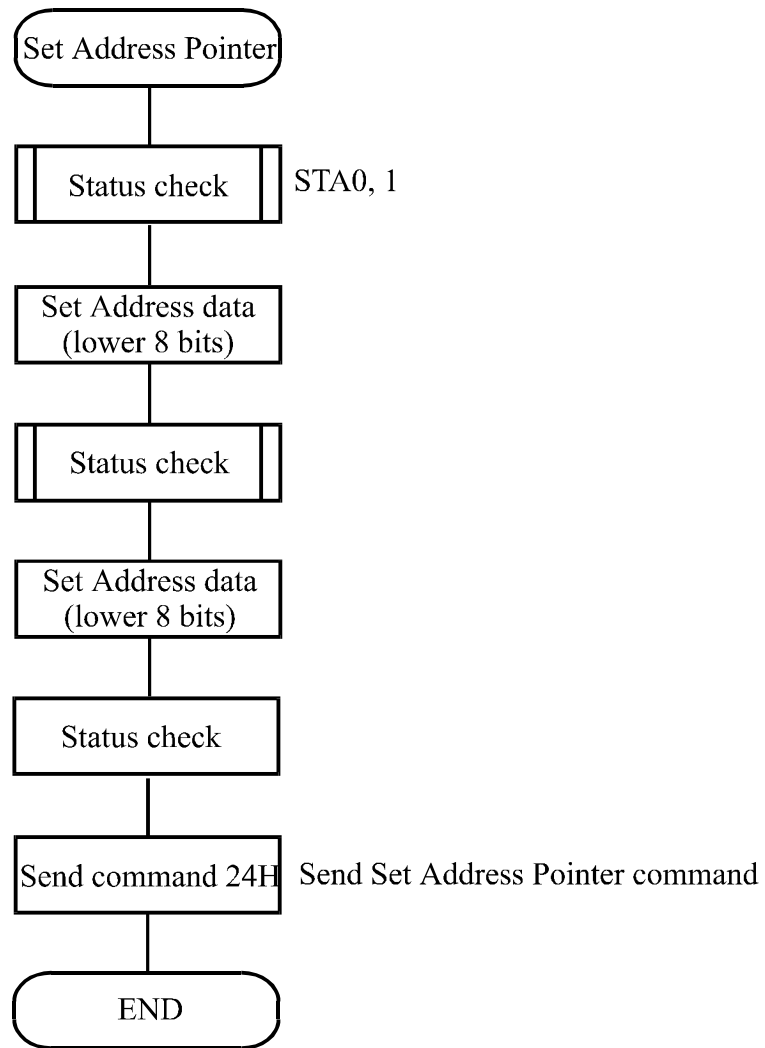 Set Address Pointer
Status check
STA0, 1
Set Address data
(lower 8 bits)
Status check
Set Address data
(lower 8 bits)
Status check
Send command 24H
Send Set Address Pointer command
END